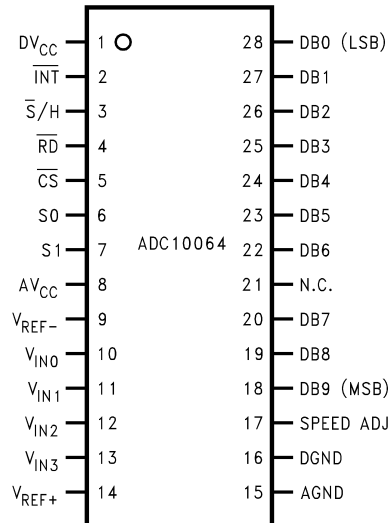 DVCC 1 28 DB0 (LSB)
INT 2 27 DB1
S/H 3 26 DB2
RD 4 25 DB3
CS 5 24 DB4
S0 6 23 DB5
S1 7 22 DB6
ADC10064
AVCC 8 21 N.C.
VREF- 9 20 DB7
VIN0 10 19 DB8
VIN1 11 18 DB9 (MSB)
VIN2 12 17 SPEED ADJ
VIN3 13 16 DGND
VREF+ 14 15 AGND